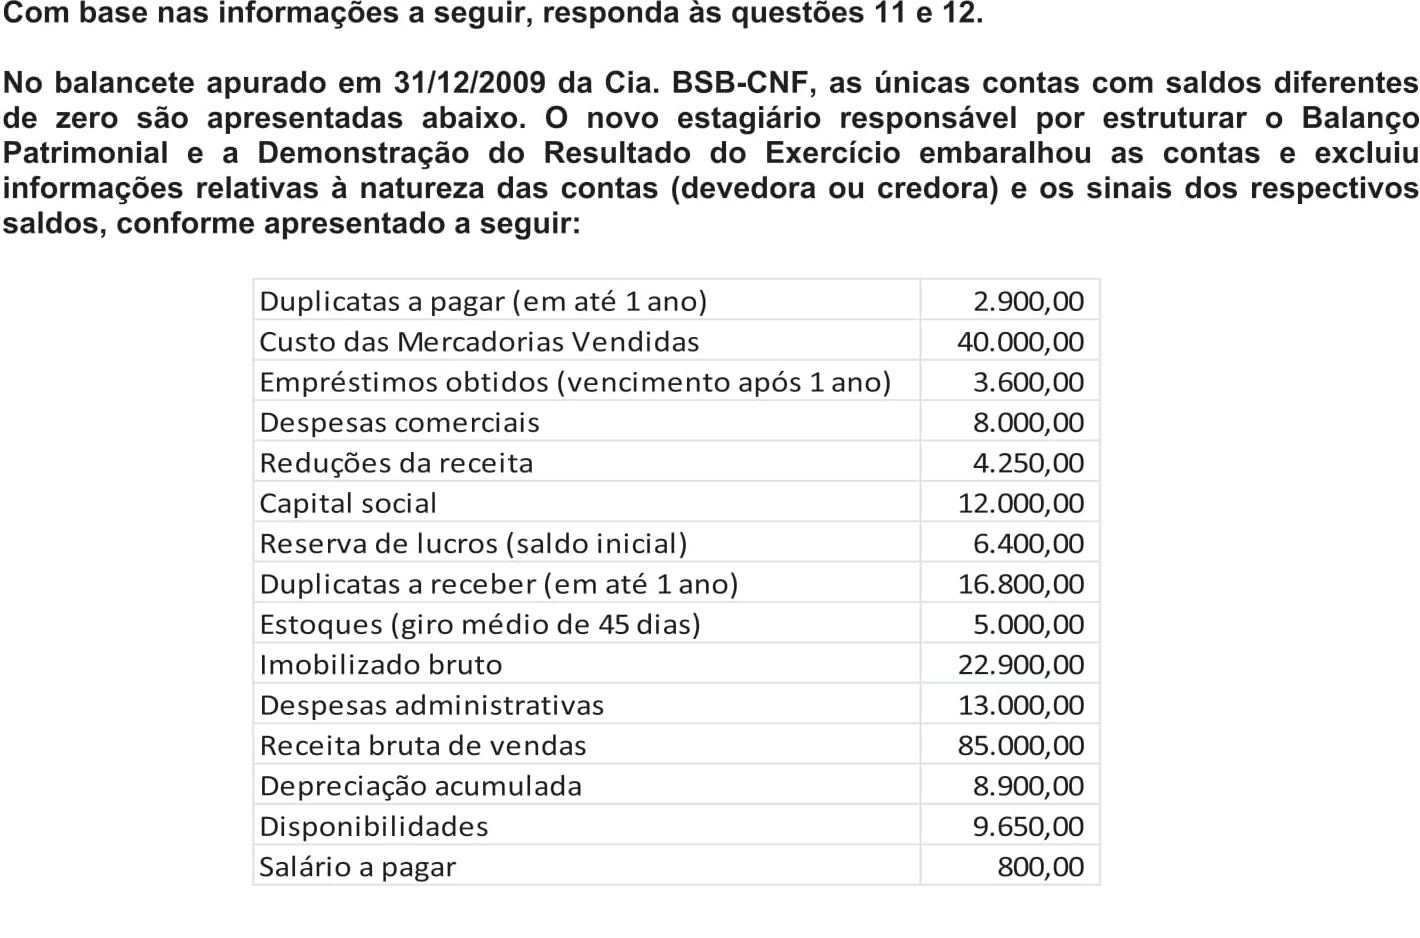 Com base nas informações a seguir, responda às questões 11 e 12.
No balancete apurado em 31/12/2009 da Cia. BSB-CNF, as únicas contas com saldos diferentes
de zero são apresentadas abaixo. O novo estagiário responsável por estruturar o Balanço
Patrimonial e a Demonstração do Resultado do Exercício embaralhou as contas e excluiu
informações relativas à natureza das contas (devedora ou credora) e os sinais dos respectivos
saldos, conforme apresentado a seguir:
Duplicatas a pagar (em até 1 ano) 2.900,00
Custo das Mercadorias Vendidas 40.000,00
Empréstimos obtidos (vencimento após 1 ano) 3.600,00
Despesas comerciais 8.000,00
Reduções da receita 4.250,00
Capital social 12.000,00
Reserva de lucros (saldo inicial) 6.400,00
Duplicatas a receber (em até 1 ano) 16.800,00
Estoques (giro médio de 45 dias) 5.000,00
Imobilizado bruto 22.900,00
Despesas administrativas 13.000,00
Receita bruta de vendas 85.000,00
Depreciação acumulada 8.900,00
Disponibilidades 9.650,00
Salário a pagar 800,00